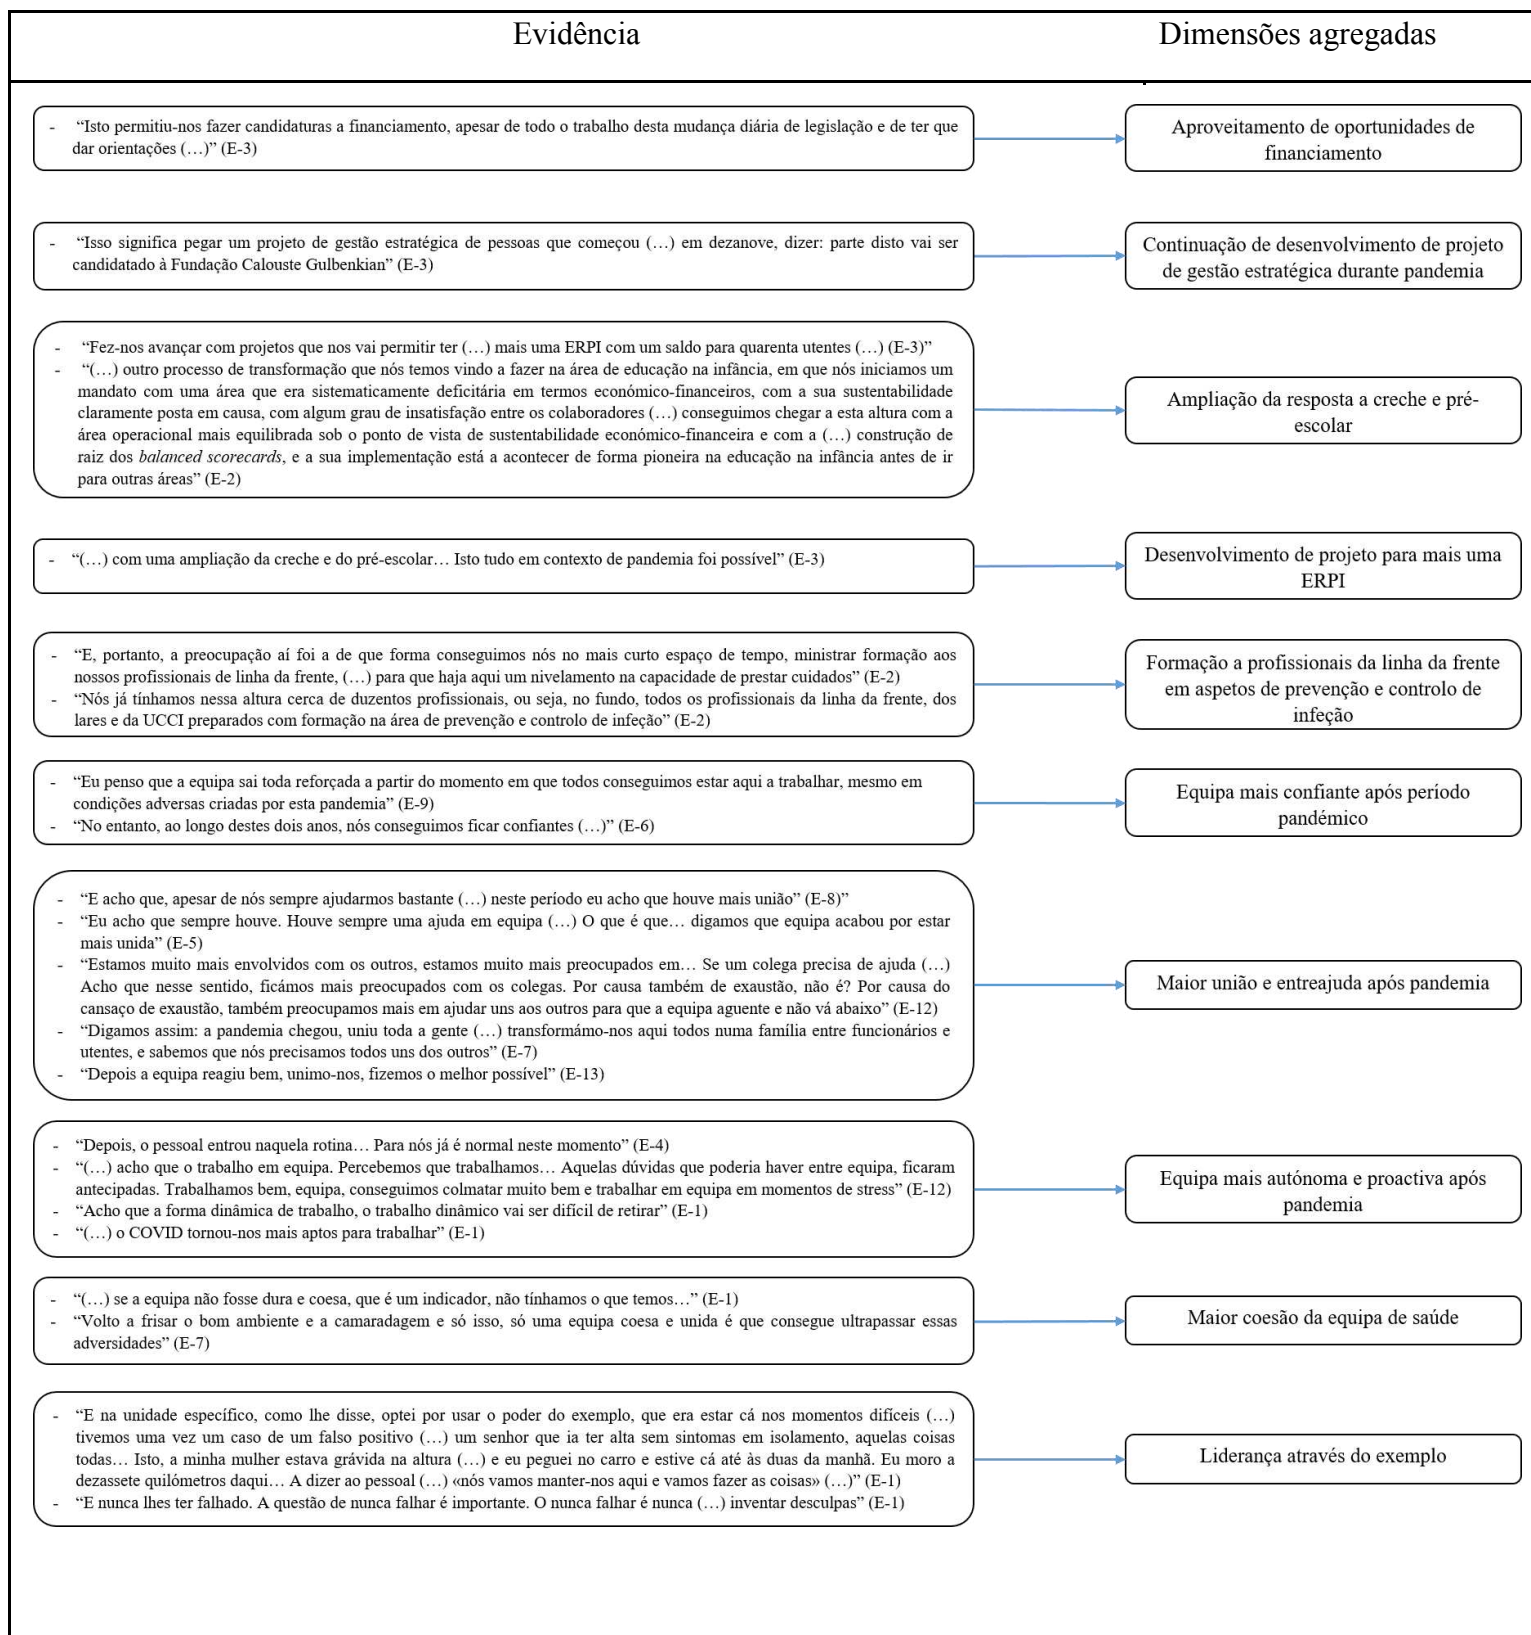 Evidência
Dimensões agregadas
- “Isto permitiu-nos fazer candidaturas a financiamento, apesar de todo o trabalho desta mudança diária de legislação e de ter que
dar orientações (…)” (E-3)
Aproveitamento de oportunidades de
financiamento
- “Isso significa pegar um projeto de gestão estratégica de pessoas que começou (…) em dezanove, dizer: parte disto vai ser
candidatado à Fundação Calouste Gulbenkian” (E-3)
Continuação de desenvolvimento de projeto
de gestão estratégica durante pandemia
- “Fez-nos avançar com projetos que nos vai permitir ter (…) mais uma ERPI com um saldo para quarenta utentes (…) (E-3)”
- “(…) outro processo de transformação que nós temos vindo a fazer na área de educação na infância, em que nós iniciamos um
mandato com uma área que era sistematicamente deficitária em termos económico-financeiros, com a sua sustentabilidade
claramente posta em causa, com algum grau de insatisfação entre os colaboradores (…) conseguimos chegar a esta altura com a
área operacional mais equilibrada sob o ponto de vista de sustentabilidade económico-financeira e com a (…) construção de
raiz dos balanced scorecards, e a sua implementação está a acontecer de forma pioneira na educação na infância antes de ir
para outras áreas” (E-2)
Ampliação da resposta a creche e pré-
escolar
- “(…) com uma ampliação da creche e do pré-escolar… Isto tudo em contexto de pandemia foi possível” (E-3)
Desenvolvimento de projeto para mais uma
ERPI
- “E, portanto, a preocupação aí foi a de que forma conseguimos nós no mais curto espaço de tempo, ministrar formação aos
nossos profissionais de linha da frente, (…) para que haja aqui um nivelamento na capacidade de prestar cuidados” (E-2)
- “Nós já tínhamos nessa altura cerca de duzentos profissionais, ou seja, no fundo, todos os profissionais da linha da frente, dos
lares e da UCCI preparados com formação na área de prevenção e controlo de infeção” (E-2)
Formação a profissionais da linha da frente
em aspetos de prevenção e controlo de
infeção
- “Eu penso que a equipa sai toda reforçada a partir do momento em que todos conseguimos estar aqui a trabalhar, mesmo em
condições adversas criadas por esta pandemia” (E-9)
- “No entanto, ao longo destes dois anos, nós conseguimos ficar confiantes (…)” (E-6)
Equipa mais confiante após período
pandémico
- “E acho que, apesar de nós sempre ajudarmos bastante (…) neste período eu acho que houve mais união” (E-8)”
- “Eu acho que sempre houve. Houve sempre uma ajuda em equipa (…) O que é que… digamos que equipa acabou por estar
mais unida” (E-5)
- “Estamos muito mais envolvidos com os outros, estamos muito mais preocupados em… Se um colega precisa de ajuda (…)
Acho que nesse sentido, ficámos mais preocupados com os colegas. Por causa também de exaustão, não é? Por causa do
cansaço de exaustão, também preocupamos mais em ajudar uns aos outros para que a equipa aguente e não vá abaixo” (E-12)
- “Digamos assim: a pandemia chegou, uniu toda a gente (…) transformámo-nos aqui todos numa família entre funcionários e
utentes, e sabemos que nós precisamos todos uns dos outros” (E-7)
- “Depois a equipa reagiu bem, unimo-nos, fizemos o melhor possível” (E-13)
Maior união e entreajuda após pandemia
- “Depois, o pessoal entrou naquela rotina… Para nós já é normal neste momento” (E-4)
- “(…) acho que o trabalho em equipa. Percebemos que trabalhamos… Aquelas dúvidas que poderia haver entre equipa, ficaram
antecipadas. Trabalhamos bem, equipa, conseguimos colmatar muito bem e trabalhar em equipa em momentos de stress” (E-12)
- “Acho que a forma dinâmica de trabalho, o trabalho dinâmico vai ser difícil de retirar” (E-1)
- “(…) o COVID tornou-nos mais aptos para trabalhar” (E-1)
Equipa mais autónoma e proactiva após
pandemia
- “(…) se a equipa não fosse dura e coesa, que é um indicador, não tínhamos o que temos…” (E-1)
- “Volto a frisar o bom ambiente e a camaradagem e só isso, só uma equipa coesa e unida é que consegue ultrapassar essas
adversidades” (E-7)
Maior coesão da equipa de saúde
- “E na unidade específico, como lhe disse, optei por usar o poder do exemplo, que era estar cá nos momentos difíceis (…)
tivemos uma vez um caso de um falso positivo (…) um senhor que ia ter alta sem sintomas em isolamento, aquelas coisas
todas… Isto, a minha mulher estava grávida na altura (…) e eu peguei no carro e estive cá até às duas da manhã. Eu moro a
dezassete quilómetros daqui… A dizer ao pessoal (…) «nós vamos manter-nos aqui e vamos fazer as coisas» (…)” (E-1)
- “E nunca lhes ter falhado. A questão de nunca falhar é importante. O nunca falhar é nunca (…) inventar desculpas” (E-1)
Liderança através do exemplo